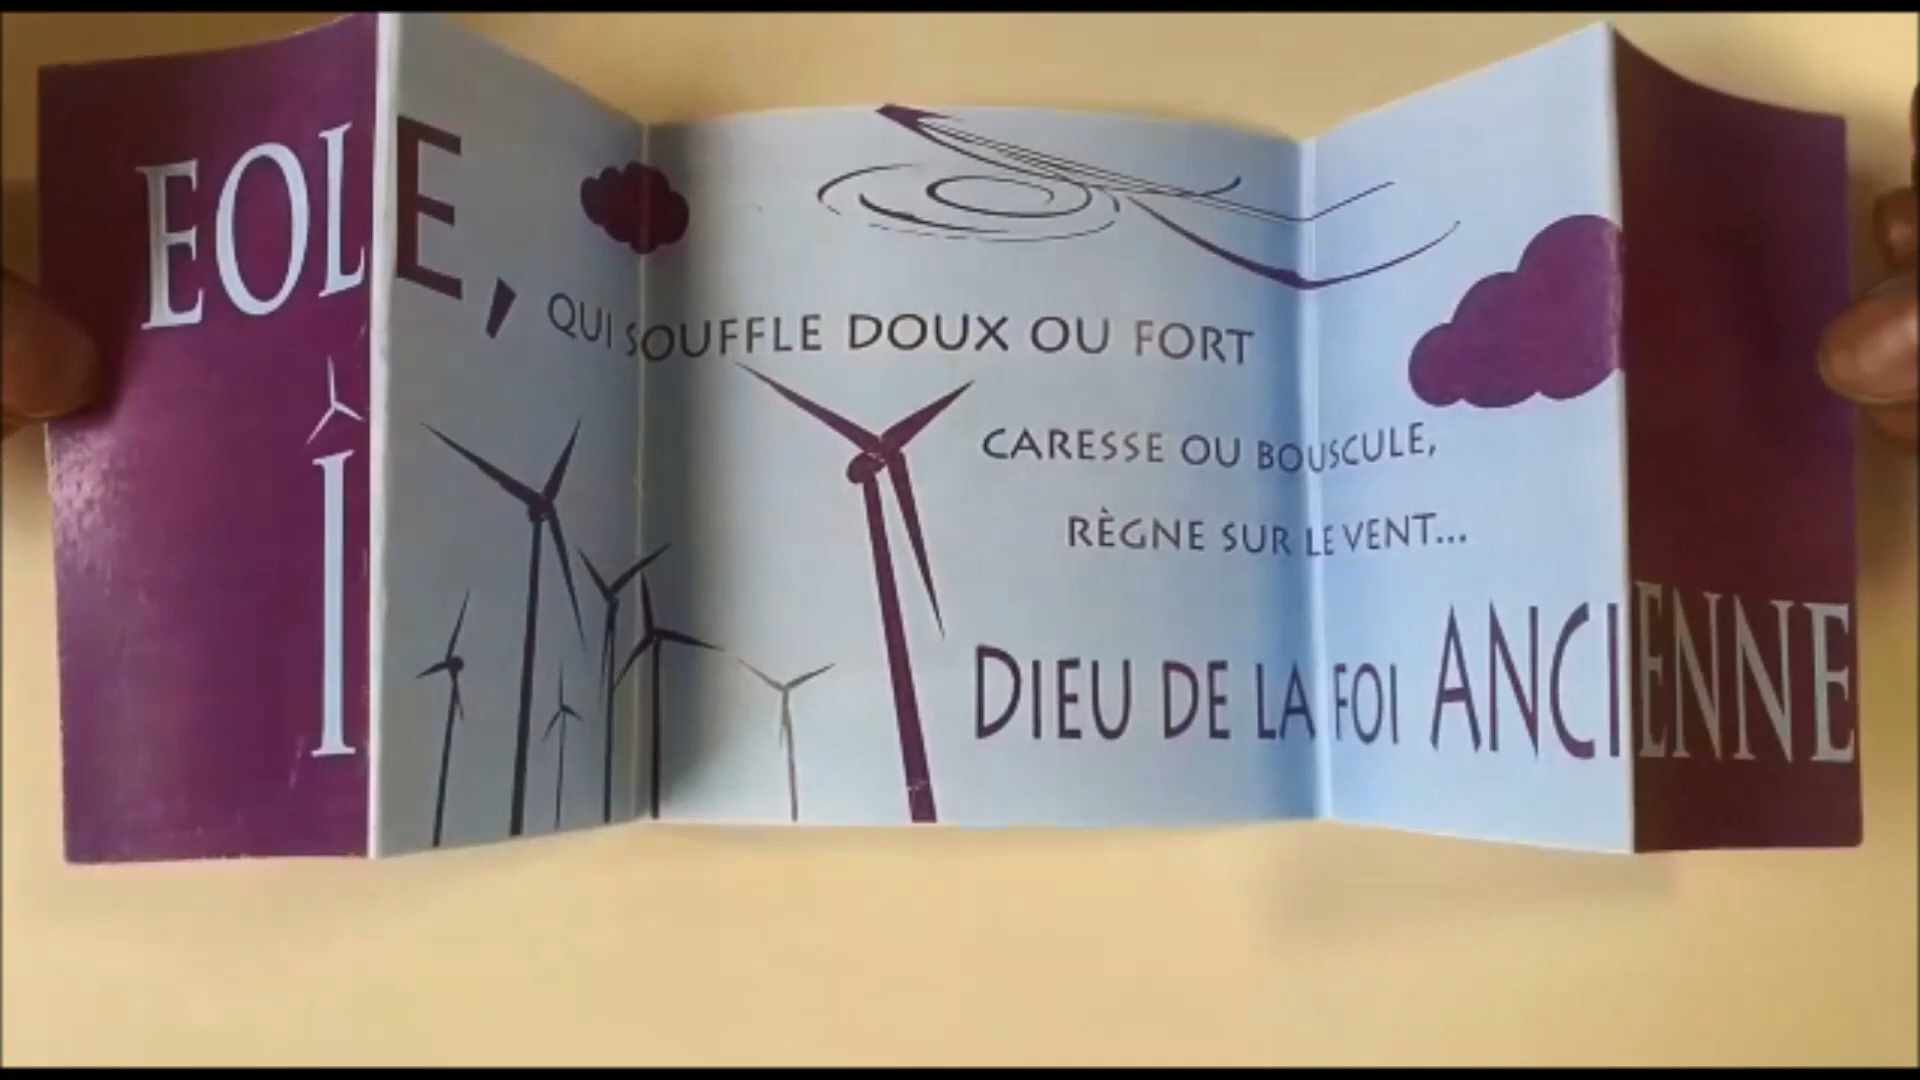 EOLE, QUI SOUFFLE DOUX OU FORT
CARESSE OU BOUSCULE,
RÈGNE SUR LE VENT...
DIEU DE LA FOI ANCIENNE